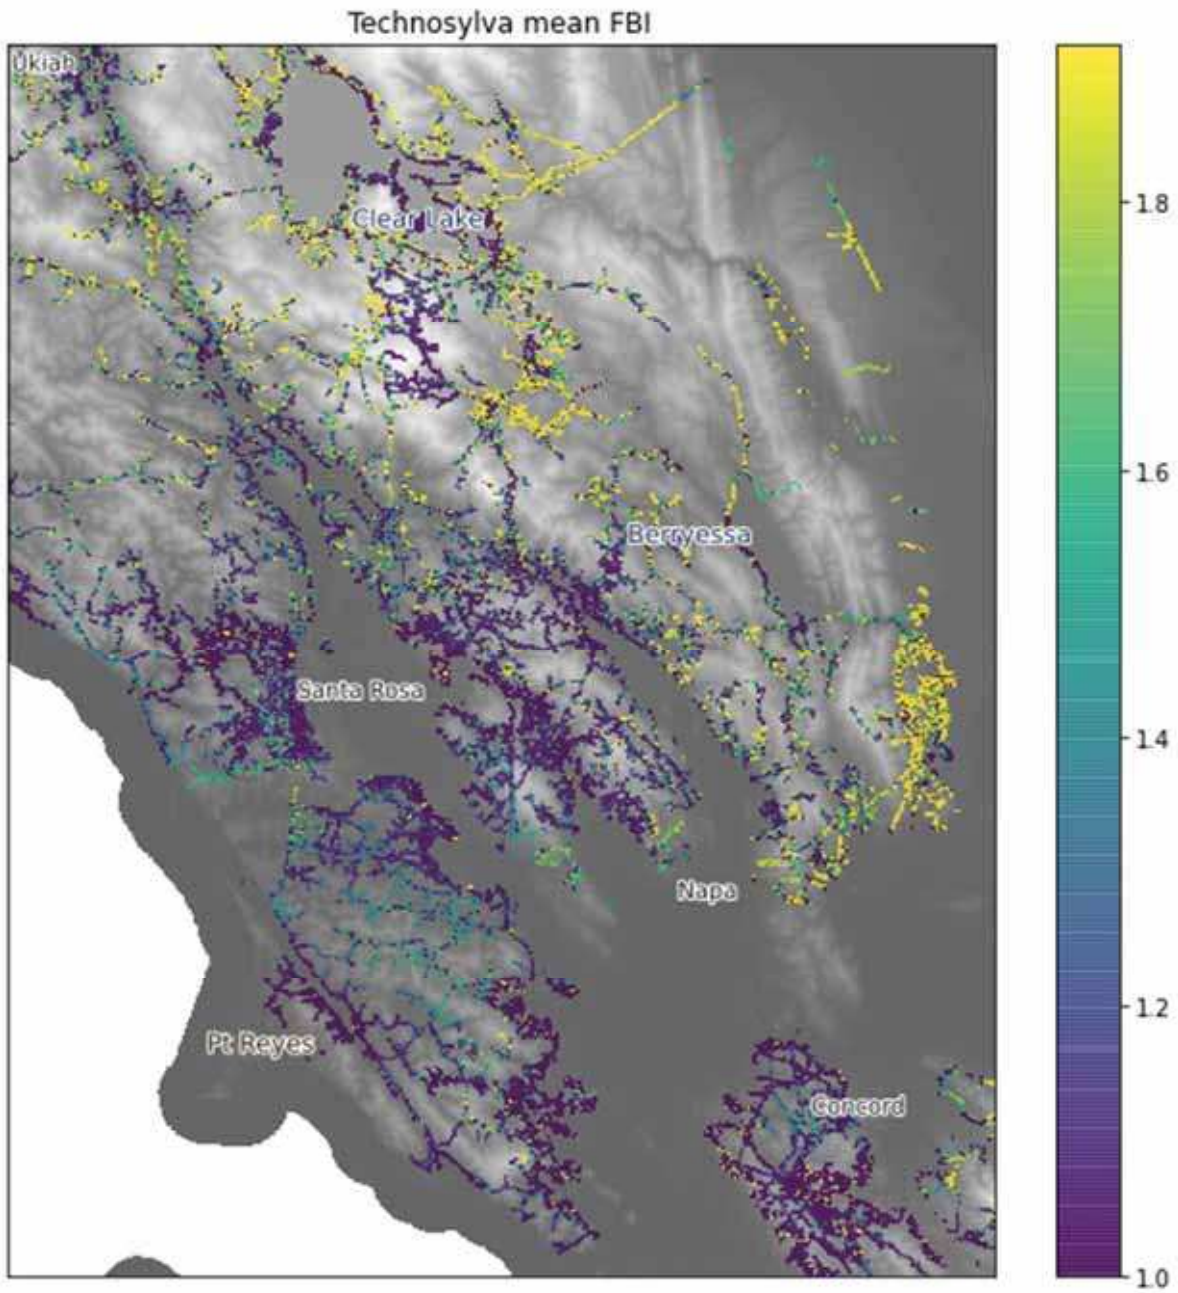 Technosylva mean FBI
Ukiah
Clear Lake
Berryessa
Santa Rosa
Napa
Pt Reyes
Concord
1.8
1.6
1.4
1.2
1.0